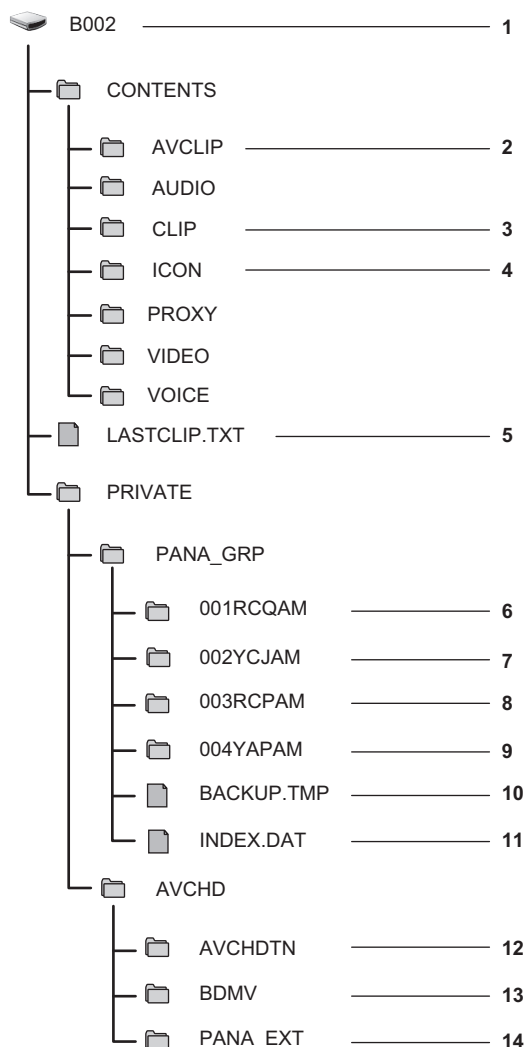 B002 1
CONTENTS
AVCLIP 2
AUDIO
CLIP 3
ICON 4
PROXY
VIDEO
VOICE
LASTCLIP.TXT 5
PRIVATE
PANA_GRP
001RCQAM 6
002YCJAM 7
003RCPAM 8
004YAPAM 9
BACKUP.TMP 10
INDEX.DAT 11
AVCHD
AVCHDTN 12
BDMV 13
PANA_EXT 14